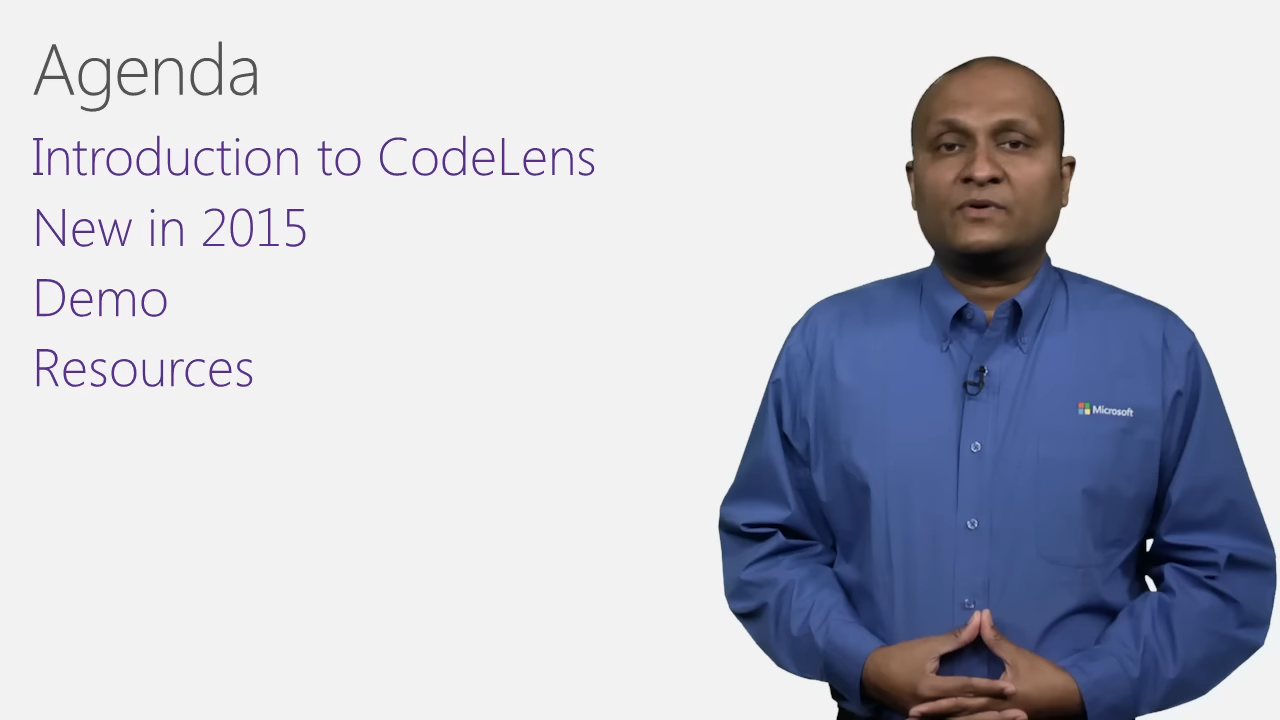 Agenda
Introduction to CodeLens
New in 2015
Demo
Resources
Microsoft